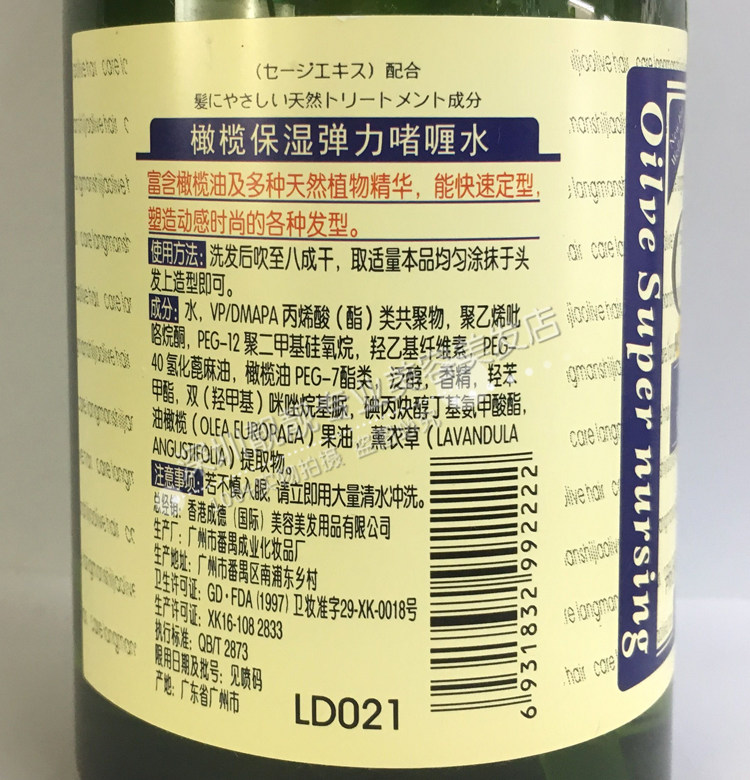 （セージエキス）配合
髪にやさしい天然トリートメント成分
橄榄保湿弹力啫喱水
富含橄榄油及多种天然植物精华，能快速定型，
塑造动感时尚的各种发型。
使用方法：洗发后吹至八成干，取适量本品均匀涂抹于头
发上造型即可。
成分：水，VP/DMAPA 丙烯酸（酯）类共聚物，聚乙烯吡
咯烷酮，PEG-12 聚二甲基硅氧烷，羟乙基纤维素，PEG-
40 氢化蓖麻油，橄榄油PEG-7酯类，泛醇，香精，羟苯
甲酯，双（羟甲基）咪唑烷基脲，碘丙炔醇丁基氨甲酸酯，
油橄榄（OLEA EUROPAEA）果油，薰衣草（LAVANDULA
ANGUSTIFOLIA）提取物。
注意事项：若不慎入眼，请立即用大量清水冲洗。
总经销：香港成德（国际）美容美发用品有限公司
生产厂：广州市番禺成业化妆品厂
生产地址：广州市番禺区南浦东乡村
卫生许可证：GD·FDA (1997) 卫妆准字29-XK-0018号
生产许可证：XK16-108 2833
执行标准：QB/T 2873
限用日期及批号：见喷码
产地：广东省广州市
LD021
6 931832 992222
Oilve Super nursing